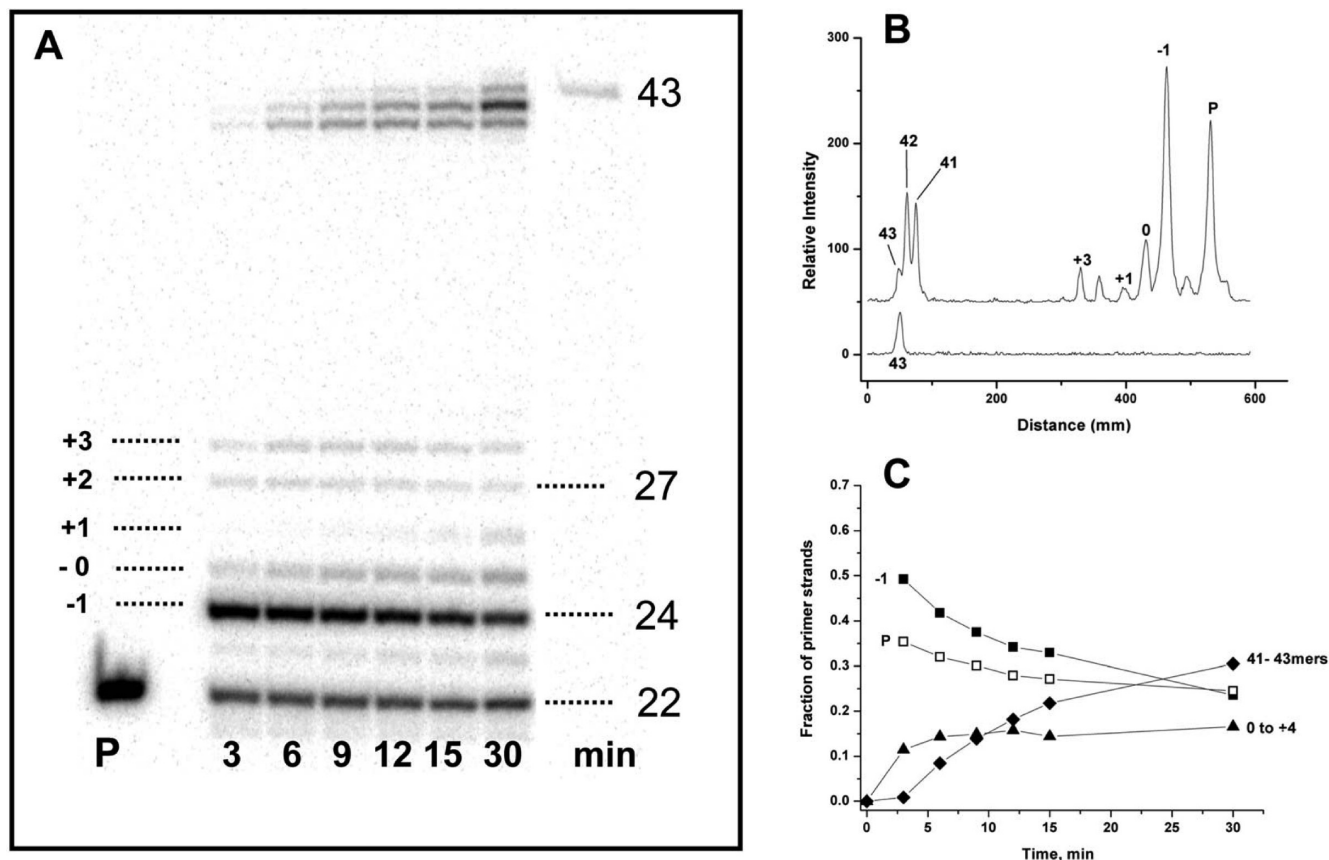 A
43
+3
+2
27
+1
- 0
-1
24
22
P 3 6 9 12 15 30 min
B
300
200
100
0
Relative Intensity
43
42
41
+3
+1
0
-1
P
43
0 200 400 600
Distance (mm)
C
0.7
0.6
0.5
0.4
0.3
0.2
0.1
0.0
Fraction of primer strands
-1
P
41- 43mers
0 to +4
0 5 10 15 20 25 30
Time, min